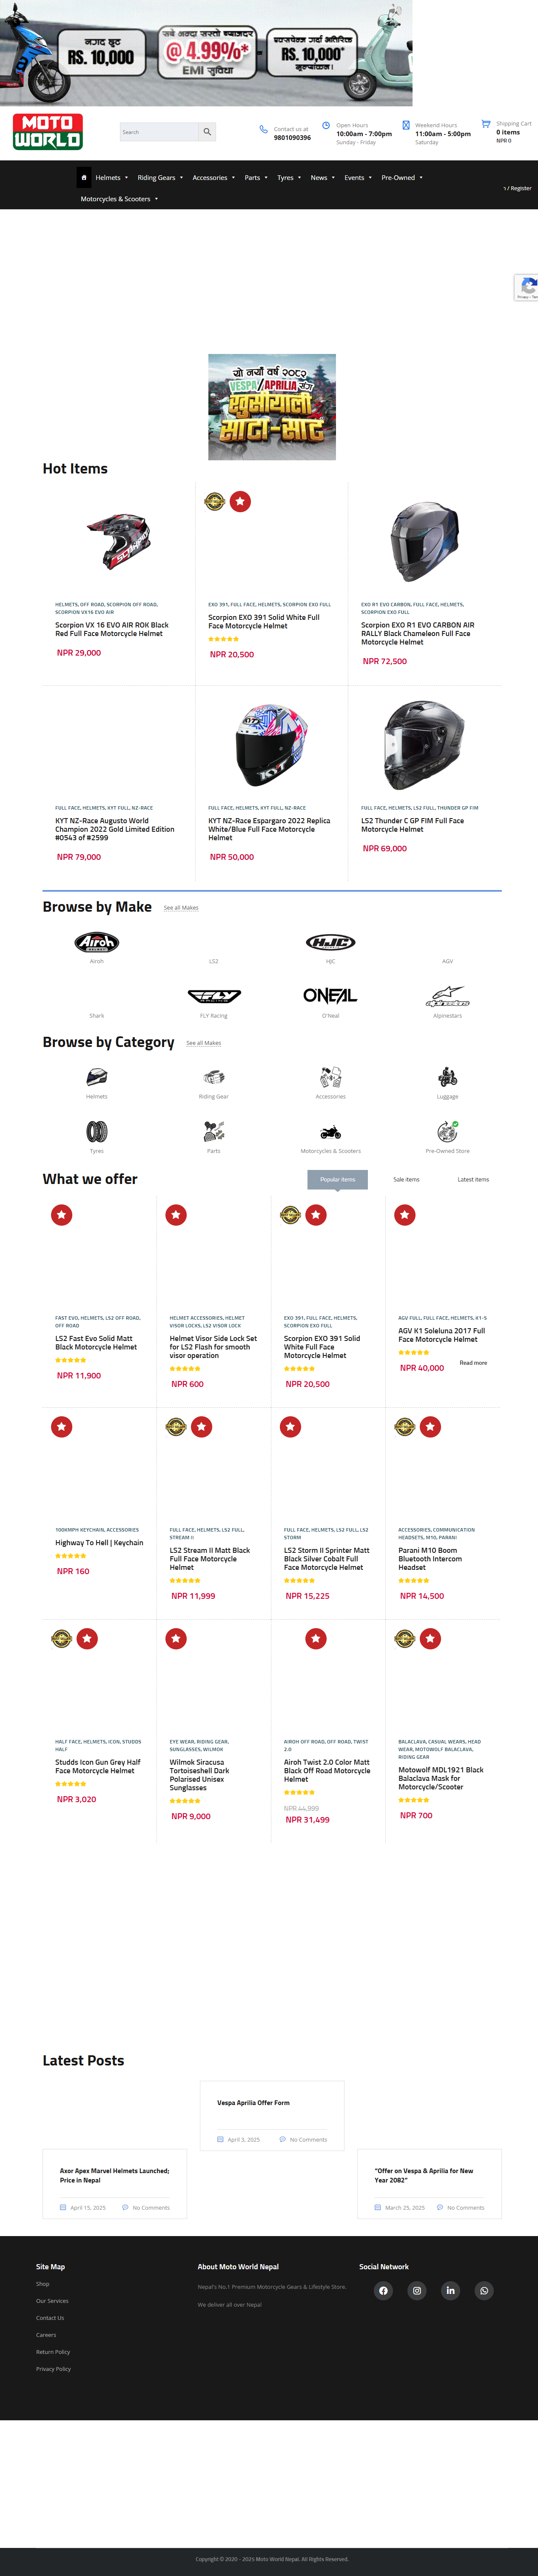 नगद छुट
RS. 10,000
सबै भन्दा सस्तो ब्याजदर
@ 4.99%*
EMI सुविधा
RS. 10,000*
MOTO
WORLD
Search
Contact us at
9801090396
Open Hours
10:00am - 7:00pm
Sunday - Friday
Weekend Hours
11:00am - 5:00pm
Saturday
Shopping Cart
0 items
NPR 0
Helmets
Riding Gears
Accessories
Parts
Tyres
News
Events
Pre-Owned
Motorcycles & Scooters
/ Register
यो नयाँ वर्ष २०८२
VESPA/APRILIA संग
खुसीयाली
साटा-साट
Hot Items
HELMETS, OFF ROAD, SCORPION OFF ROAD,
SCORPION VX16 EVO AIR
Scorpion VX 16 EVO AIR ROK Black
Red Full Face Motorcycle Helmet
NPR 29,000
EXO 391, FULL FACE, HELMETS, SCORPION EXO FULL
Scorpion EXO 391 Solid White Full
Face Motorcycle Helmet
NPR 20,500
EXO R1 EVO CARBON, FULL FACE, HELMETS,
SCORPION EXO FULL
Scorpion EXO R1 EVO CARBON AIR
RALLY Black Chameleon Full Face
Motorcycle Helmet
NPR 72,500
FULL FACE, HELMETS, KYT FULL, NZ-RACE
KYT NZ-Race Augusto World
Champion 2022 Gold Limited Edition
#0543 of #2599
NPR 79,000
FULL FACE, HELMETS, KYT FULL, NZ-RACE
KYT NZ-Race Espargaro 2022 Replica
White/Blue Full Face Motorcycle
Helmet
NPR 50,000
FULL FACE, HELMETS, LS2 FULL, THUNDER GP FIM
LS2 Thunder C GP FIM Full Face
Motorcycle Helmet
NPR 69,000
Browse by Make
See all Makes
Airoh
LS2
HJC
AGV
Shark
FLY Racing
O'Neal
Alpinestars
Browse by Category
See all Makes
Helmets
Riding Gear
Accessories
Luggage
Tyres
Parts
Motorcycles & Scooters
Pre-Owned Store
What we offer
Popular items
Sale items
Latest items
FAST EVO, HELMETS, LS2 OFF ROAD,
OFF ROAD
LS2 Fast Evo Solid Matt
Black Motorcycle Helmet
NPR 11,900
HELMET ACCESSORIES, HELMET
VISOR LOCKS, LS2 VISOR LOCK
Helmet Visor Side Lock Set
for LS2 Flash for smooth
visor operation
NPR 600
EXO 391, FULL FACE, HELMETS,
SCORPION EXO FULL
Scorpion EXO 391 Solid
White Full Face
Motorcycle Helmet
NPR 20,500
AGV FULL, FULL FACE, HELMETS, K1-S
AGV K1 Soleluna 2017 Full
Face Motorcycle Helmet
NPR 40,000
Read more
100KMPH KEYCHAIN, ACCESSORIES
Highway To Hell | Keychain
NPR 160
FULL FACE, HELMETS, LS2 FULL,
STREAM II
LS2 Stream II Matt Black
Full Face Motorcycle
Helmet
NPR 11,999
FULL FACE, HELMETS, LS2 FULL, LS2
STORM
LS2 Storm II Sprinter Matt
Black Silver Cobalt Full
Face Motorcycle Helmet
NPR 15,225
ACCESSORIES, COMMUNICATION
HEADSETS, M10, PARANI
Parani M10 Boom
Bluetooth Intercom
Headset
NPR 14,500
HALF FACE, HELMETS, ICON, STUDDS
HALF
Studds Icon Gun Grey Half
Face Motorcycle Helmet
NPR 3,020
EYE WEAR, RIDING GEAR,
SUNGLASSES, WILMOK
Wilmok Siracusa
Tortoiseshell Dark
Polarised Unisex
Sunglasses
NPR 9,000
AIROH OFF ROAD, OFF ROAD, TWIST
2.0
Airoh Twist 2.0 Color Matt
Black Off Road Motorcycle
Helmet
NPR 44,999
NPR 31,499
BALACLAVA, CASUAL WEARS, HEAD
WEAR, MOTOWOLF BALACLAVA,
RIDING GEAR
Motowolf MDL1921 Black
Balaclava Mask for
Motorcycle/Scooter
NPR 700
Latest Posts
Vespa Aprilia Offer Form
April 3, 2025
No Comments
Axor Apex Marvel Helmets Launched;
Price in Nepal
April 15, 2025
No Comments
"Offer on Vespa & Aprilia for New
Year 2082"
March 25, 2025
No Comments
Site Map
Shop
Our Services
Contact Us
Careers
Return Policy
Privacy Policy
About Moto World Nepal
Nepal's No.1 Premium Motorcycle Gears & Lifestyle Store.
We deliver all over Nepal
Social Network
Copyright © 2020 - 2025 Moto World Nepal. All Rights Reserved.